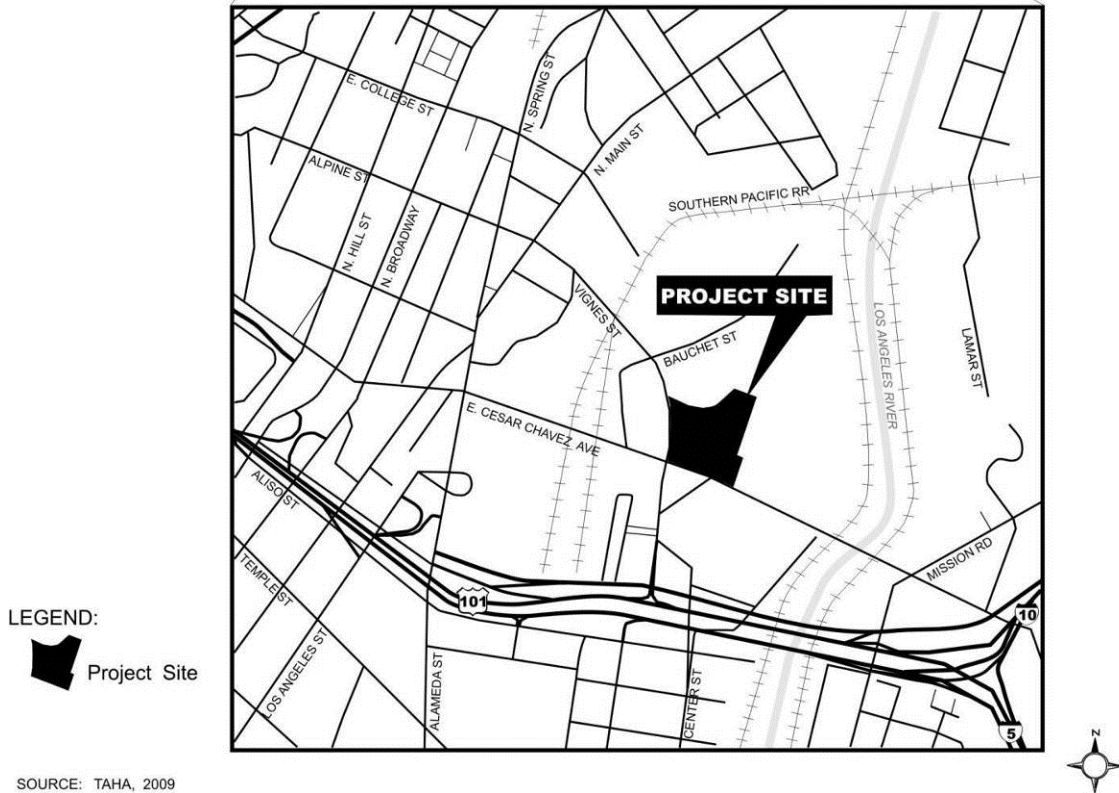 E. COLLEGE ST
N. SPRING ST
N. MAIN ST
ALPINE ST
SOUTHERN PACIFIC RR
N. HILL ST
N. BROADWAY
PROJECT SITE
VIGNES ST
BAUCHET ST
LOS ANGELES RIVER
LAMAR ST
E. CESAR CHAVEZ AVE
ALISO ST
TEMPLE ST
MISSION RD
101
10
LEGEND:
Project Site
LOS ANGELES ST
ALAMEDA ST
CENTER ST
5
N
SOURCE: TAHA, 2009